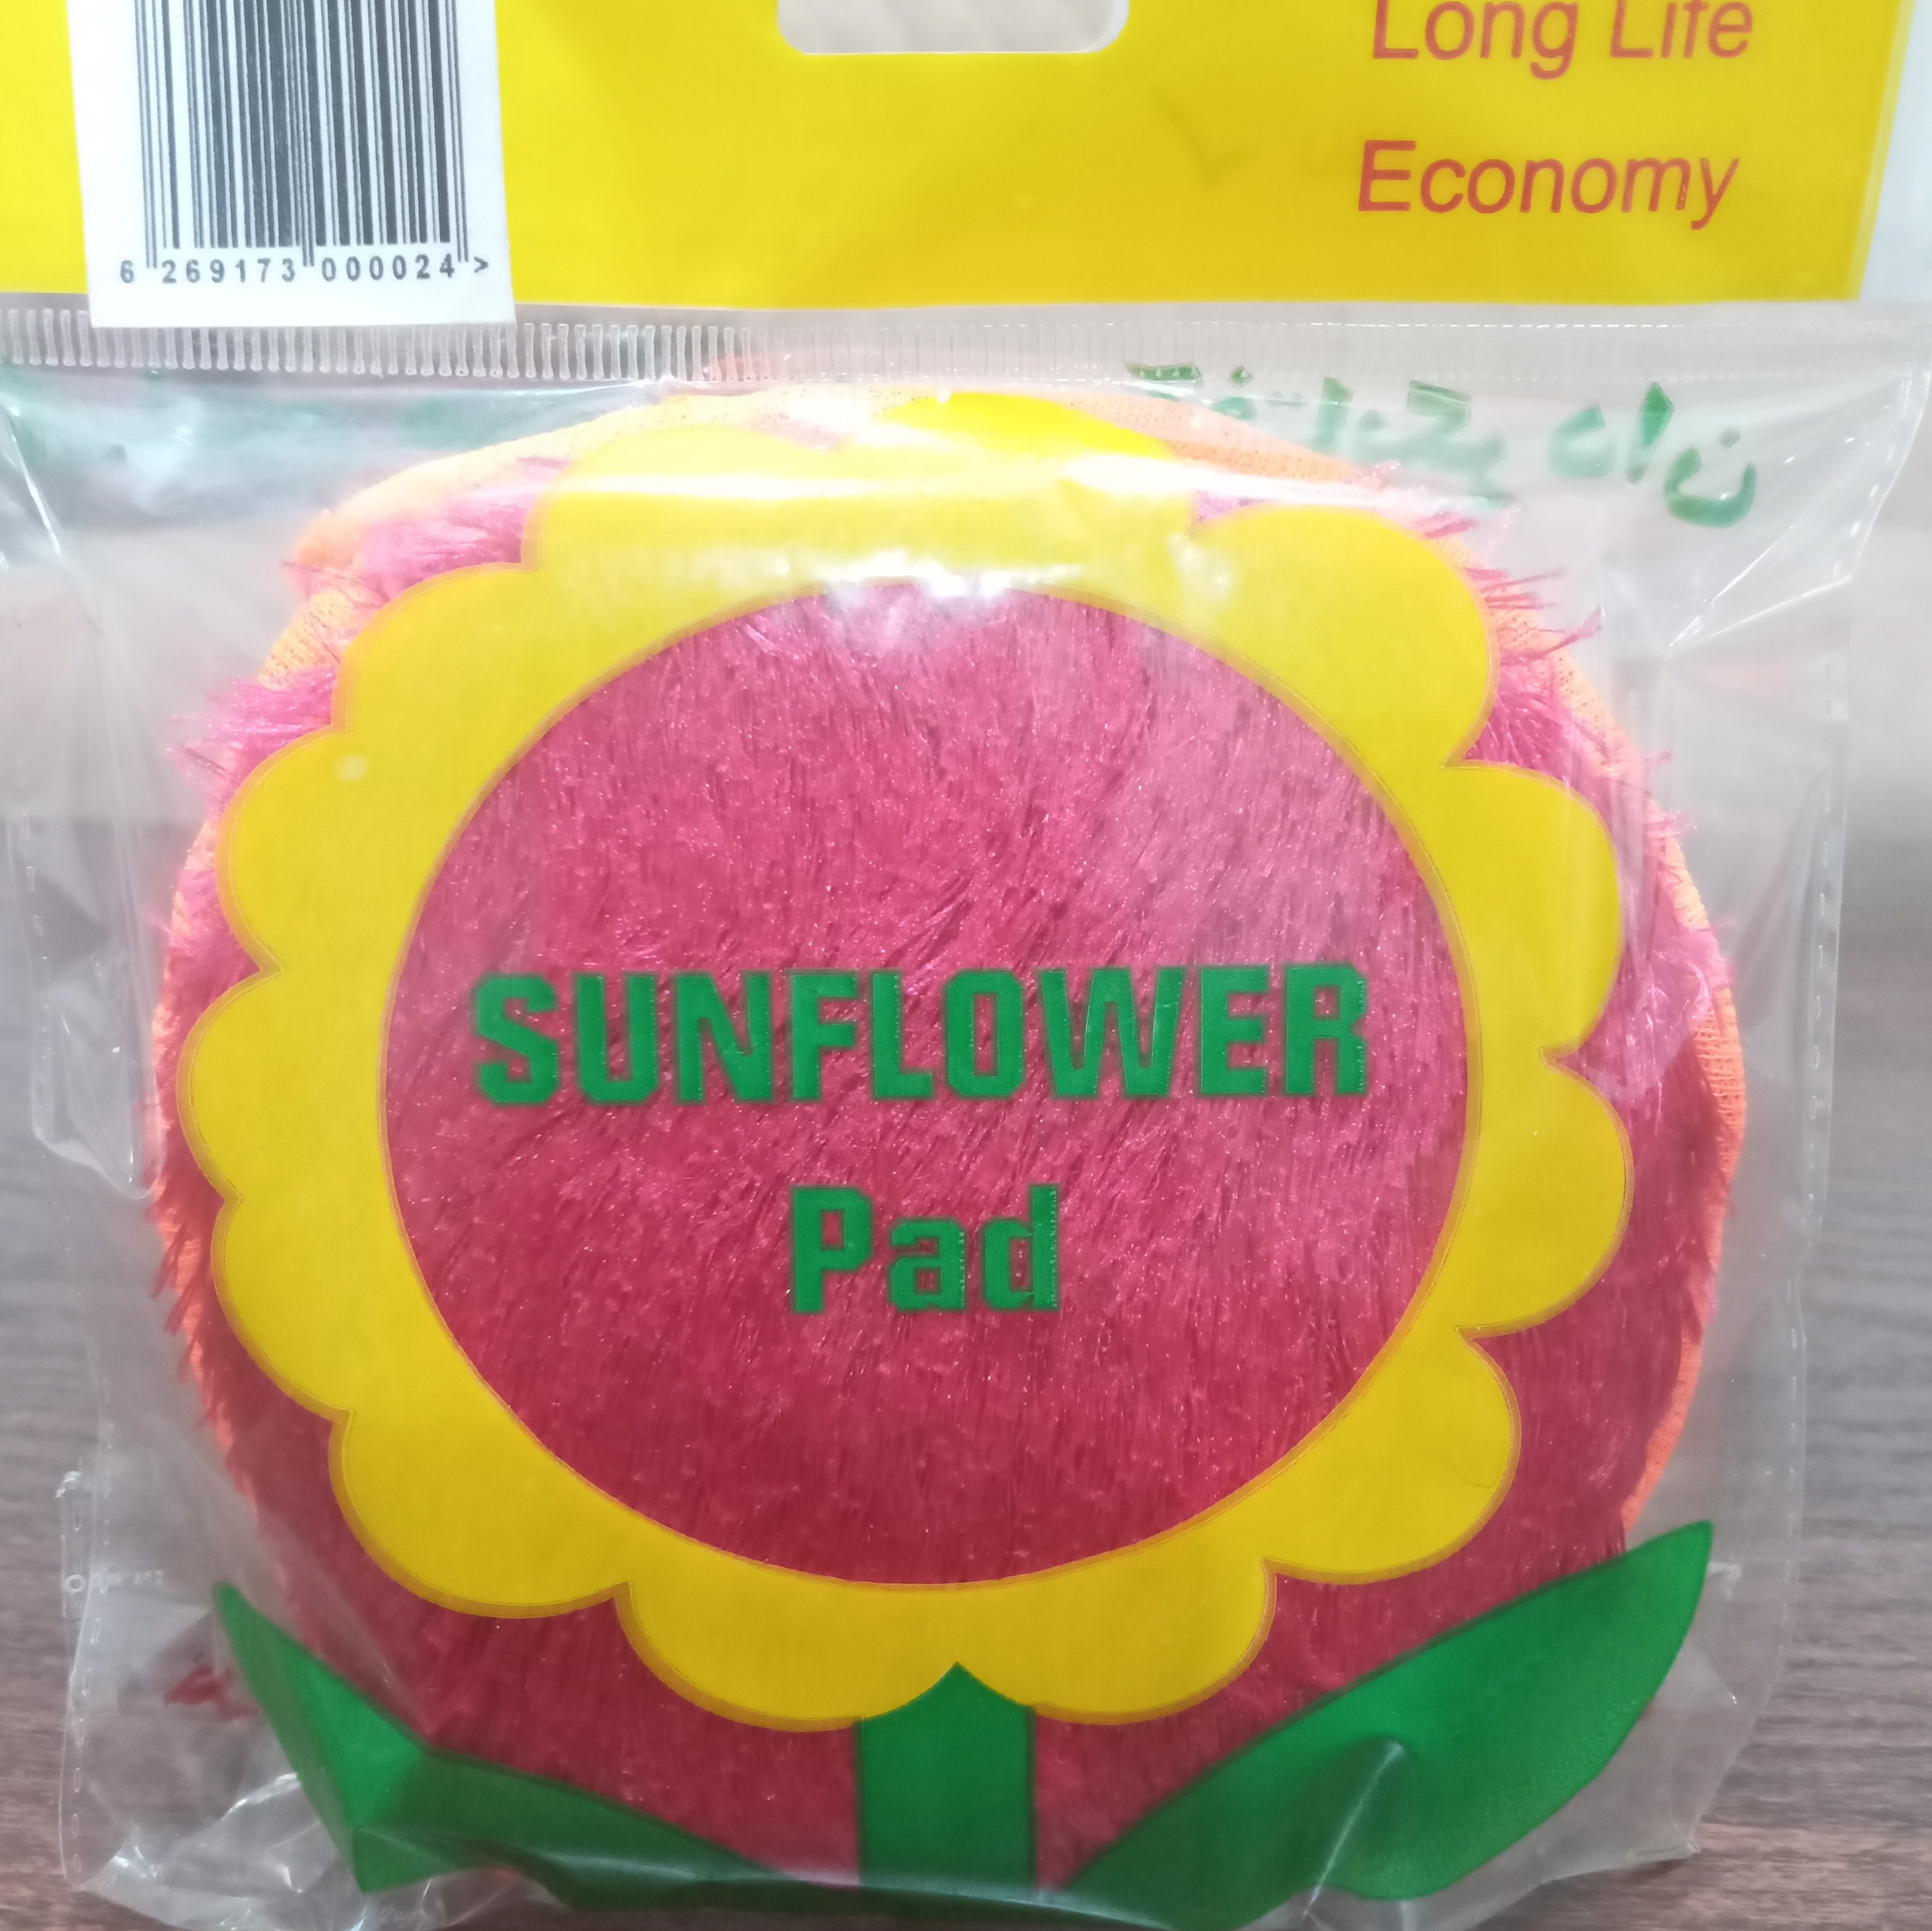 Long Life
Economy
6 269173 000024 >
SUNFLOWER
Pad